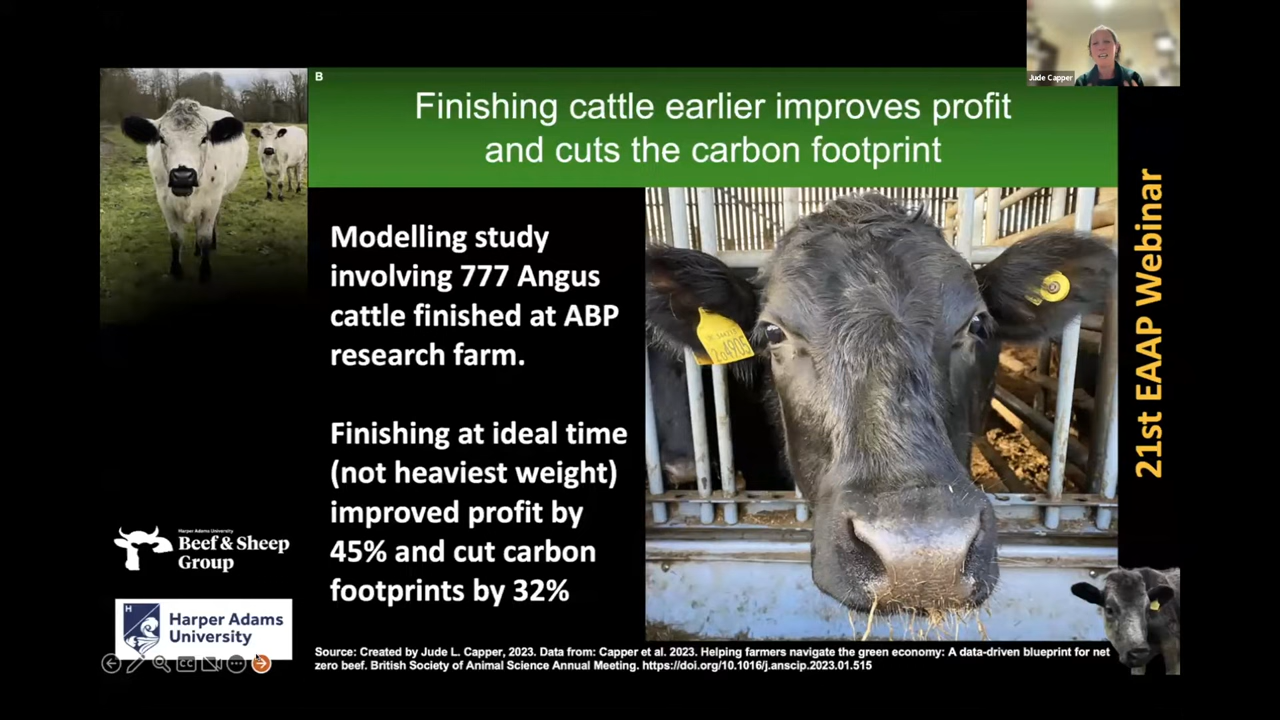 Jude Capper
B
Finishing cattle earlier improves profit
and cuts the carbon footprint
Modelling study
involving 777 Angus
cattle finished at ABP
research farm.
Finishing at ideal time
(not heaviest weight)
improved profit by
45% and cut carbon
footprints by 32%
21st EAAP Webinar
Harper Adams University
Beef & Sheep
Group
H
Harper Adams
University
CC
Source: Created by Jude L. Capper, 2023. Data from: Capper et al. 2023. Helping farmers navigate the green economy: A data-driven blueprint for net
zero beef. British Society of Animal Science Annual Meeting. https://doi.org/10.1016/j.anscip.2023.01.515